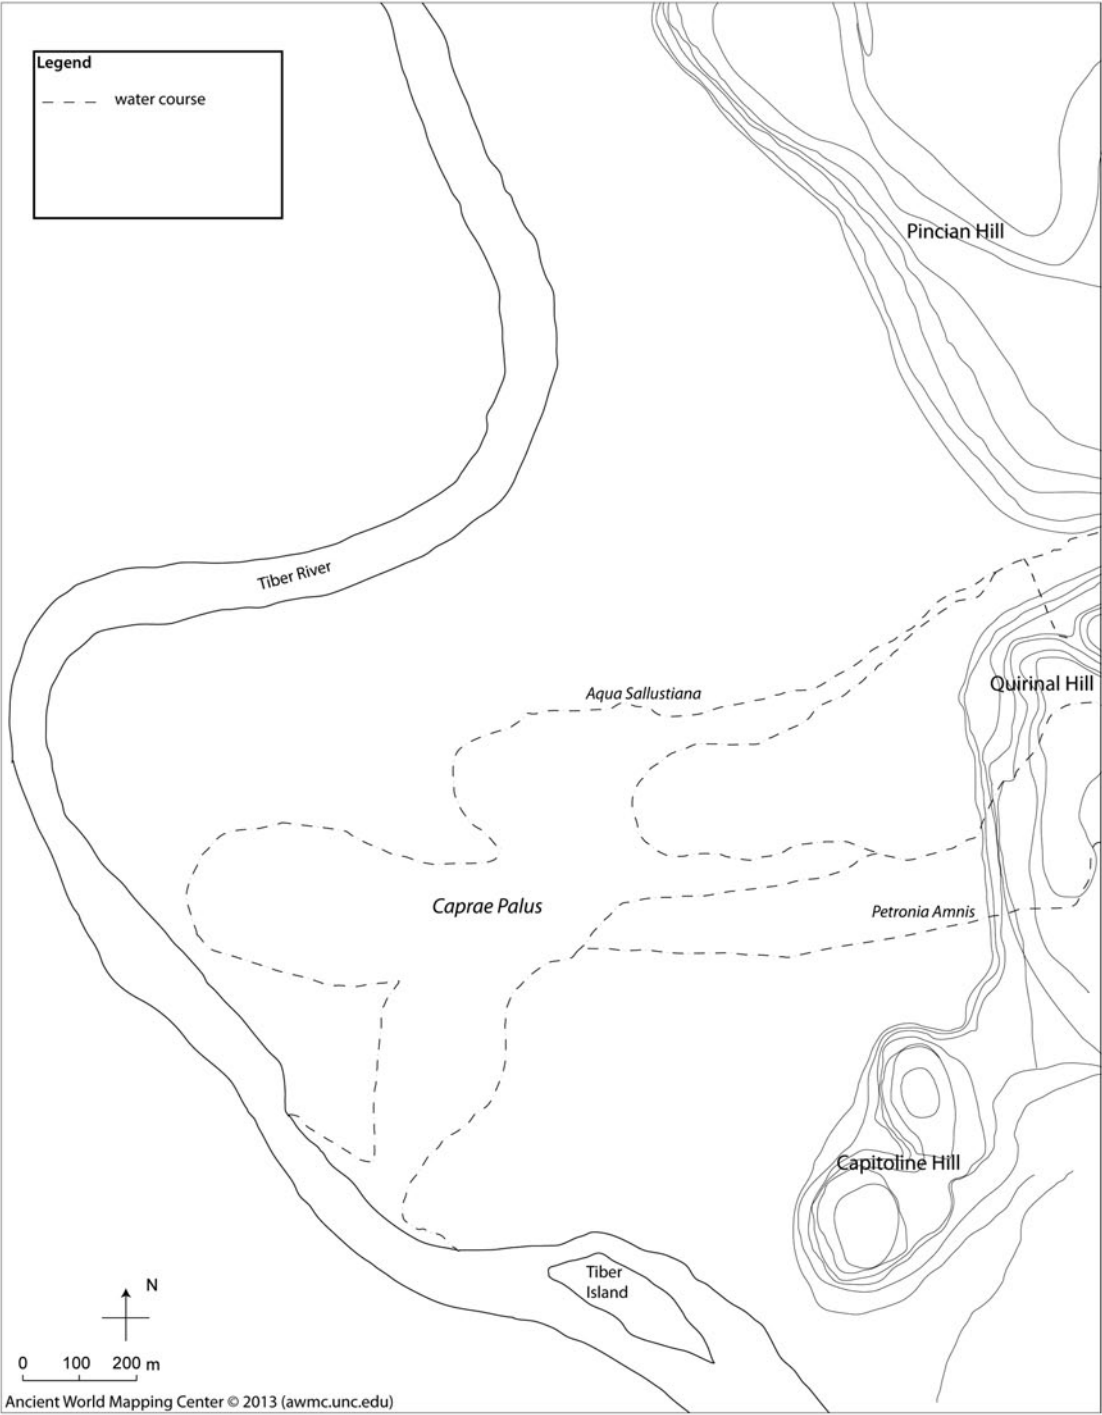 Legend
water course
Pincian Hill
Tiber River
Quirinal Hill
Aqua Sallustiana
Caprae Palus
Petronia Amnis
Capitoline Hill
Tiber
Island
N
0 100 200 m
Ancient World Mapping Center © 2013 (awmc.unc.edu)